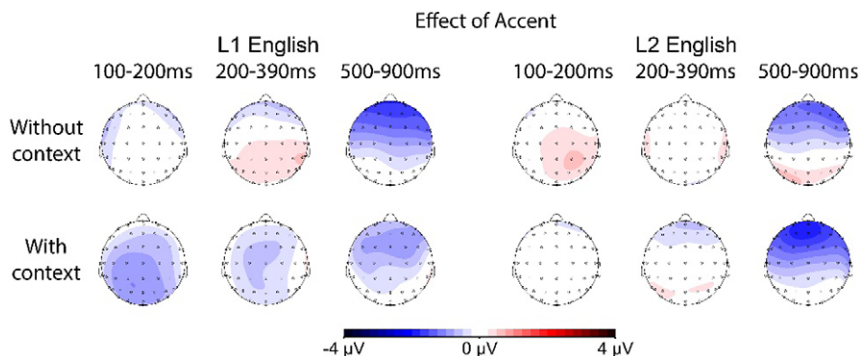 Effect of Accent
L1 English
L2 English
100-200ms 200-390ms 500-900ms 100-200ms 200-390ms 500-900ms
Without
context
With
context
-4 μV 0 μV 4 μV